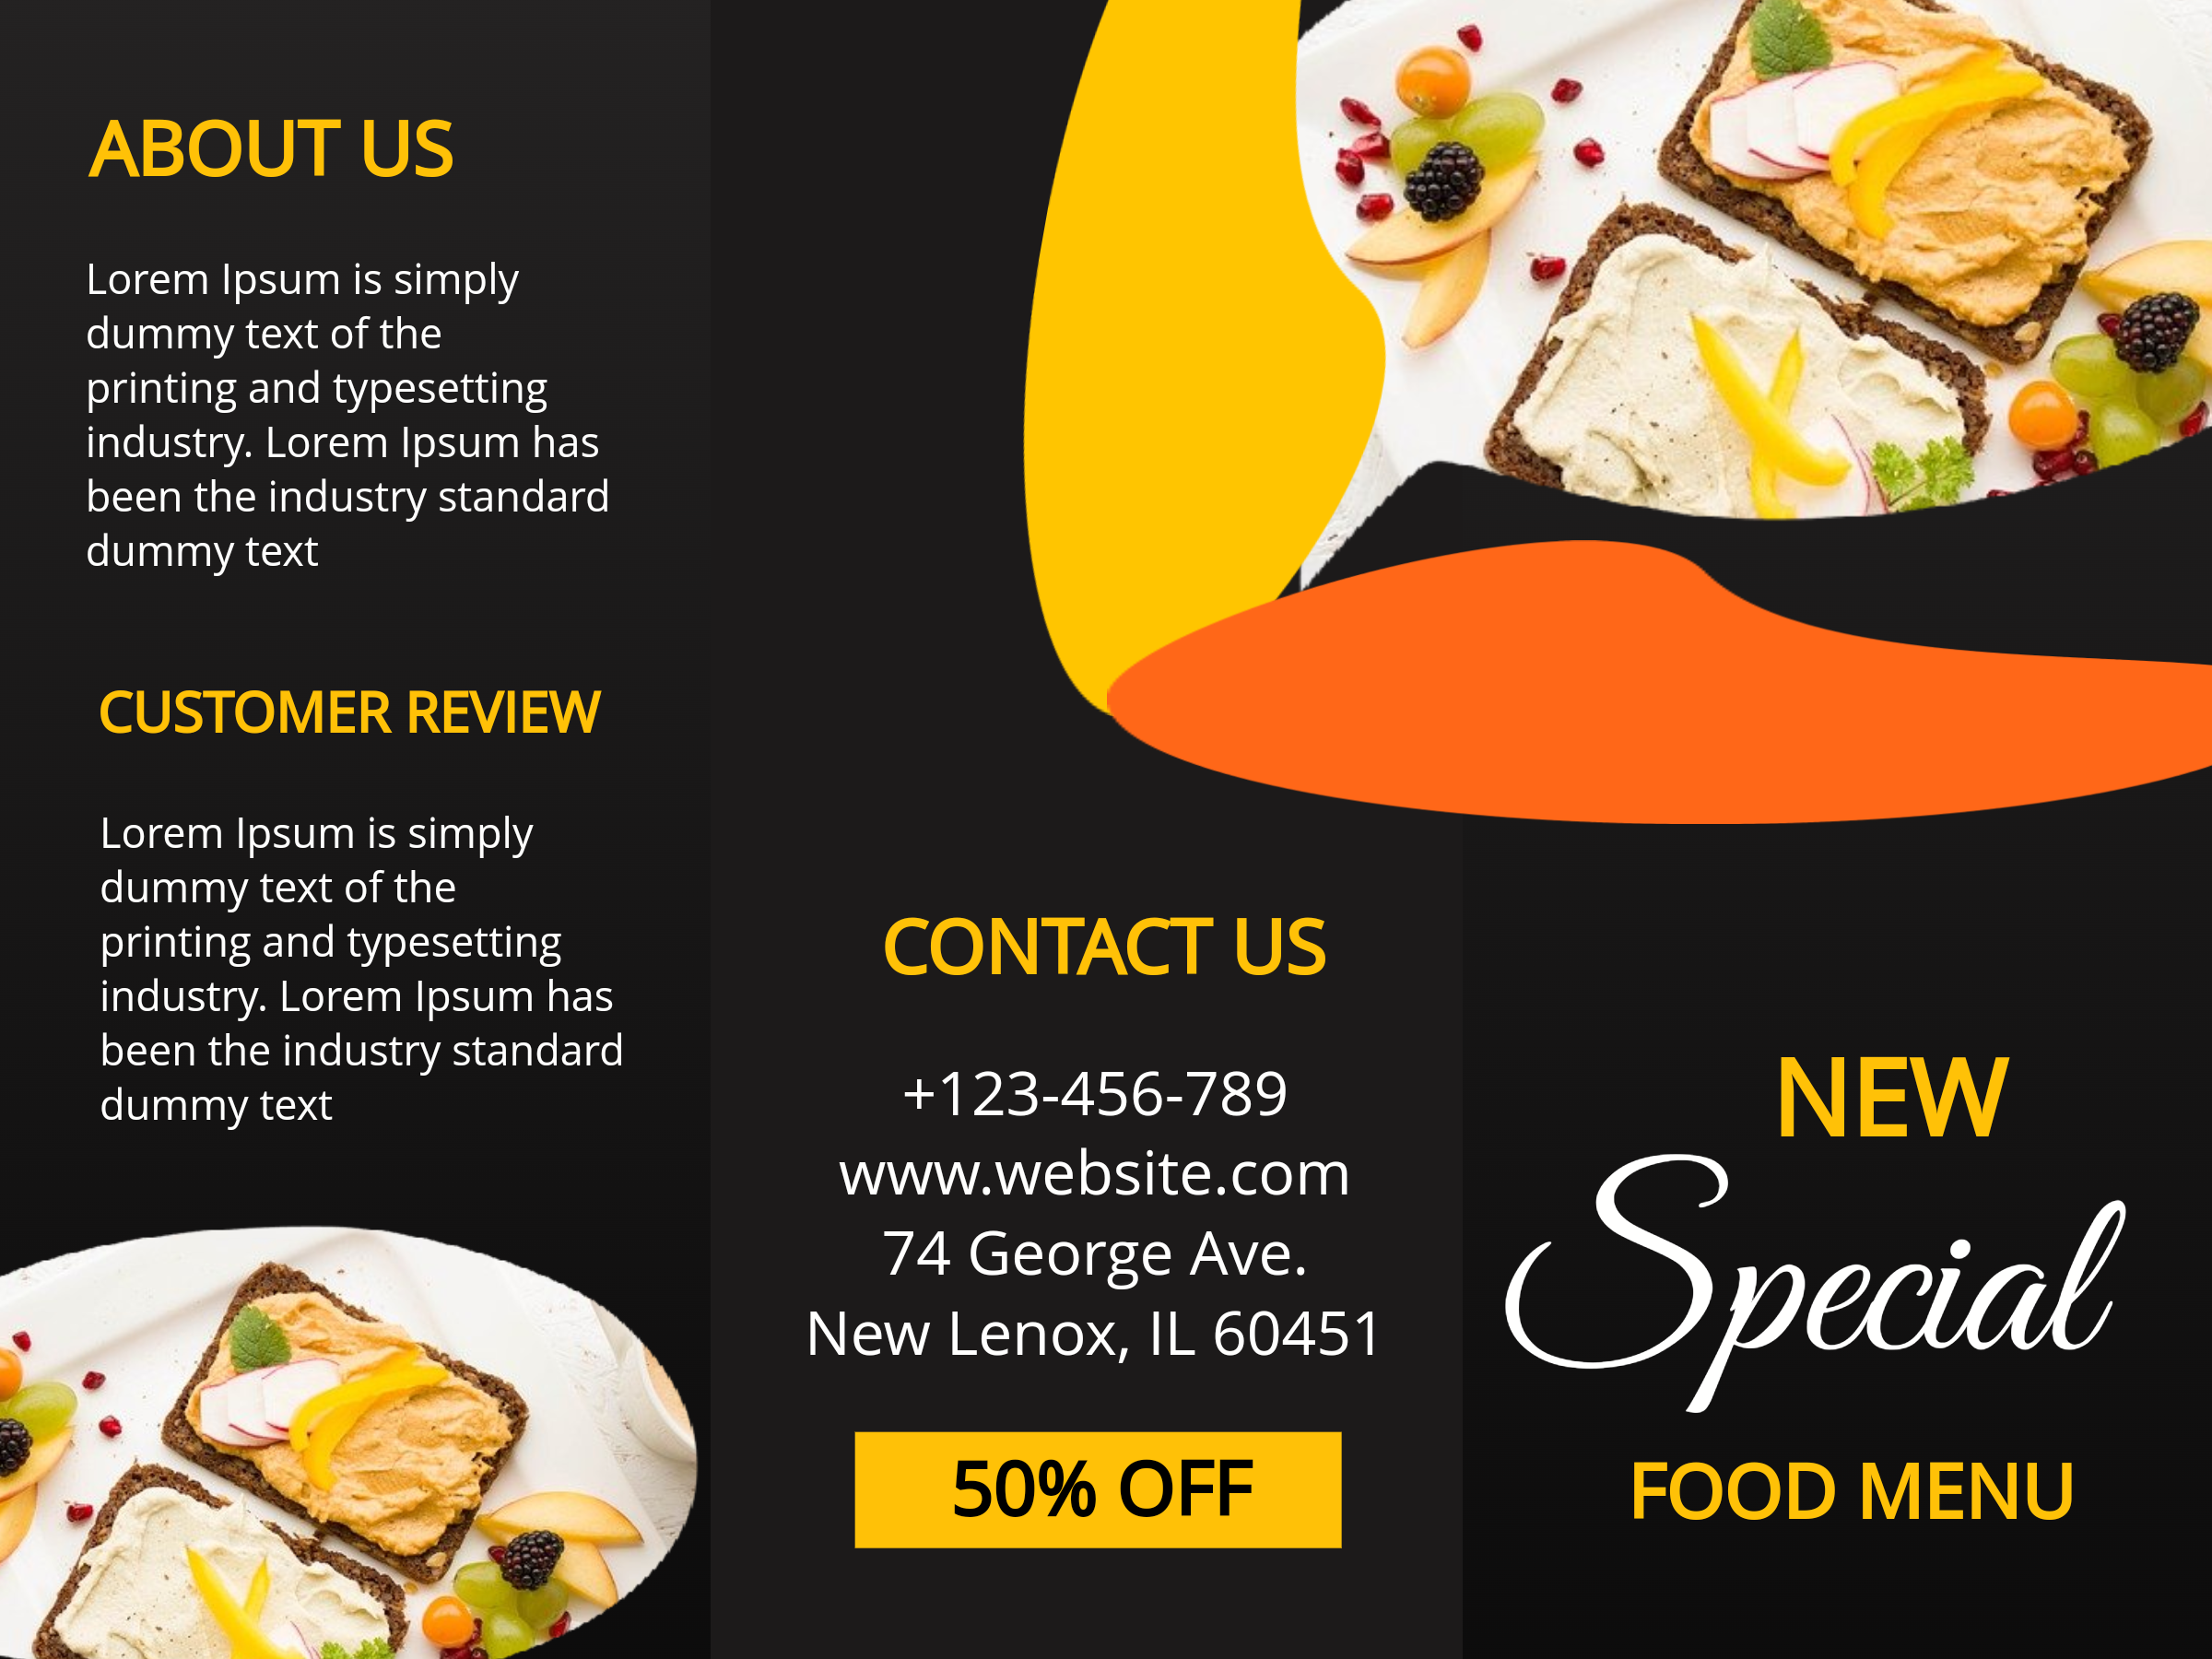 ABOUT US
Lorem Ipsum is simply
dummy text of the
printing and typesetting
industry. Lorem Ipsum has
been the industry standard
dummy text
CUSTOMER REVIEW
Lorem Ipsum is simply
dummy text of the
printing and typesetting
industry. Lorem Ipsum has
been the industry standard
dummy text
CONTACT US
+123-456-789
www.website.com
74 George Ave.
New Lenox, IL 60451
50% OFF
NEW
Special
FOOD MENU